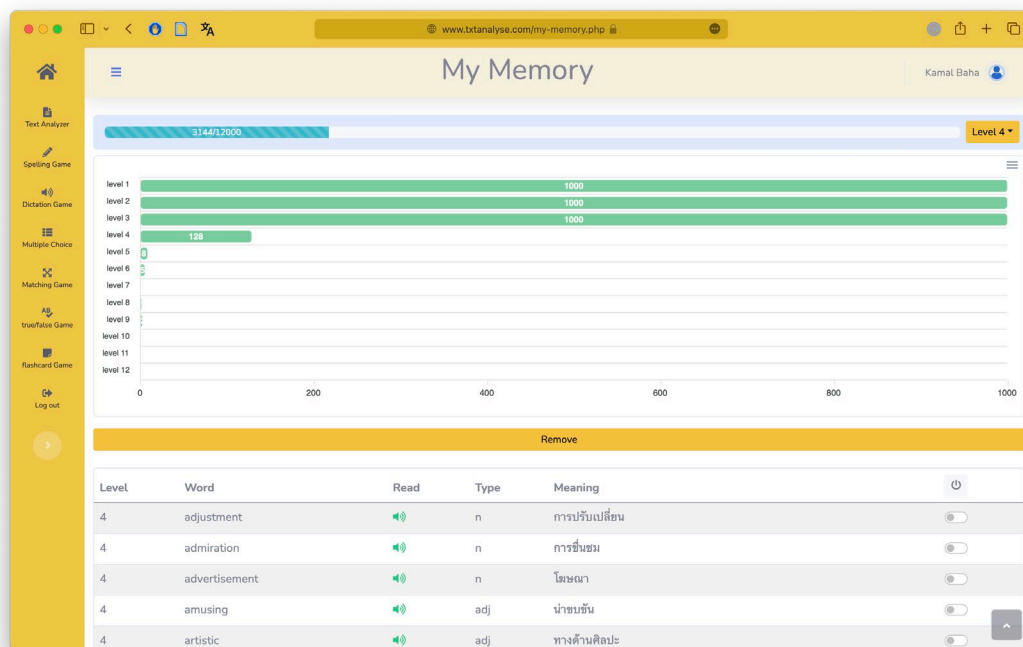 www.txtanalyse.com/my-memory.php
My Memory
Kamal Baha
Text Analyzer
Spelling Game
Dictation Game
Multiple Choice
Matching Game
AB
true/false Game
flashcard Game
Log out
3144/12000
Level 4
level 1 1000
level 2 1000
level 3 1000
level 4 128
level 5 8
level 6
level 7
level 8
level 9
level 10
level 11
level 12
0 200 400 600 800 1000
Remove
Level Word Read Type Meaning
4 adjustment n การปรับเปลี่ยน
4 admiration n การชื่นชม
4 advertisement n โฆษณา
4 amusing adj น่าขบขัน
4 artistic adj ทางด้านศิลปะ